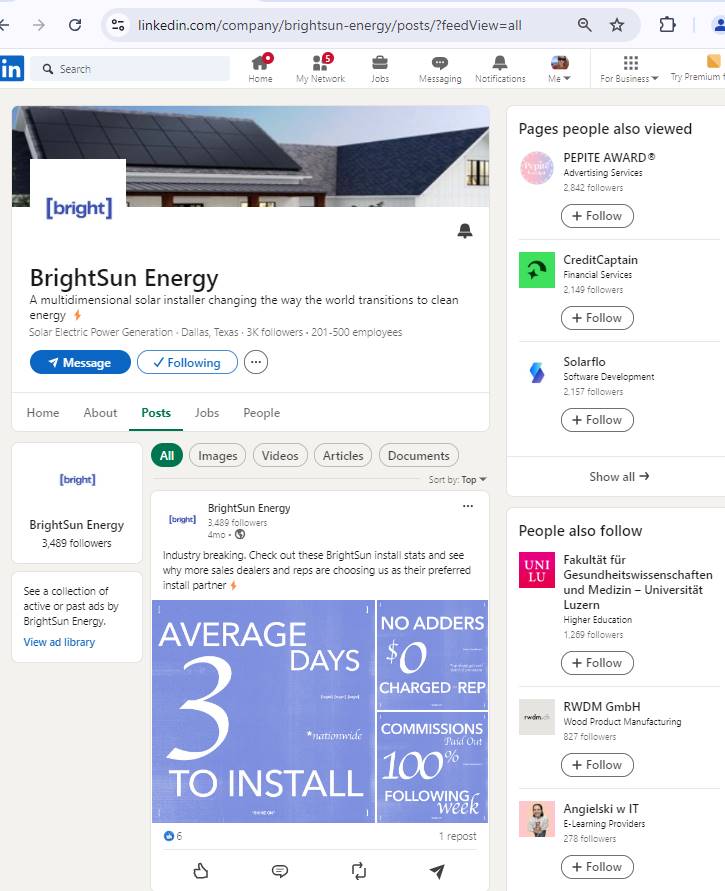 linkedin.com/company/brightsun-energy/posts/?feedView=all
in
Search
Home
5
My Network
Jobs
Messaging
Notifications
Me
For Business
Try Premium f
[bright]
BrightSun Energy
A multidimensional solar installer changing the way the world transitions to clean
energy
Solar Electric Power Generation · Dallas, Texas · 3K followers · 201-500 employees
Message
Following
Home
About
Posts
Jobs
People
[bright]
BrightSun Energy
3,489 followers
See a collection of
active or past ads by
BrightSun Energy.
View ad library
All
Images
Videos
Articles
Documents
Sort by: Top
[bright]
BrightSun Energy
3,489 followers
4mo •
Industry breaking. Check out these BrightSun install stats and see
why more sales dealers and reps are choosing us as their preferred
install partner
AVERAGE
DAYS
3
*nationwide
TO INSTALL
NO ADDERS
$0
CHARGED REP
COMMISSIONS
Paid Out
100%
FOLLOWING
week
6
1 repost
Pages people also viewed
Pepite
PEPITE AWARD®
Advertising Services
2,842 followers
+ Follow
CreditCaptain
Financial Services
2,149 followers
+ Follow
Solarflo
Software Development
2,157 followers
+ Follow
Show all →
People also follow
UNI
LU
Fakultät für
Gesundheitswissenschaften
und Medizin – Universität
Luzern
Higher Education
1,269 followers
+ Follow
rwdm.ch
RWDM GmbH
Wood Product Manufacturing
827 followers
+ Follow
Angielski w IT
E-Learning Providers
278 followers
+ Follow